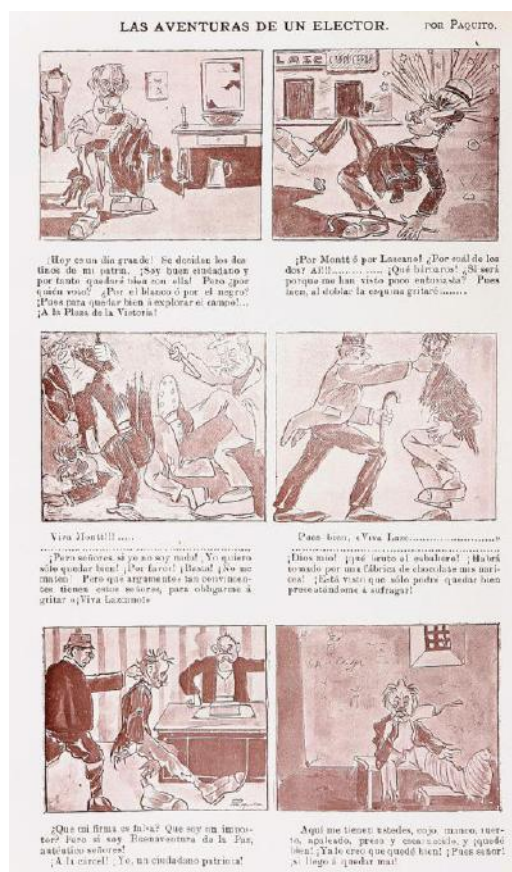 LAS AVENTURAS DE UN ELECTOR. POR PAQUITO.
¡Hoy es un día grande! Se deciden los des-
tinos de mi patria. ¡Soy buen ciudadano y
por tanto quedaré bien con ella! Pero ¿por
quién voto? ¿Por el blanco ó por el negro?
¡Pues para quedar bien á explorar el campo!...
¡A la Plaza de la Victoria!
¡Por Montt ó por Lazcano! ¿Por cuál de los
dos? Al!!!............... ¡Qué bárbaros! ¿Si será
porque me han visto poco entusiasta? Pues
bien, al doblar la esquina gritaré........
Viva Montt!!!.....
¡Pero señores, si yo no soy nada! ¡Yo quiero
sólo quedar bien! ¡Por favor! ¡Basta! ¡No me
maten! Pero qué argumentos tan convincen-
tes tienen estos señores, para obligarme á
gritar «¡Viva Lazcano!»
Pues bien, «Viva Lazc......................»
¡Dios mío! ¡qué bruto el caballero! ¡Habrá
tomado por una fábrica de chocolate mis nari-
ces! ¡Está visto que sólo podré quedar bien
presentándome á sufragar!
¿Que mi firma es falsa? Que soy un impos-
tor? Pero si soy Buenaventura de la Paz,
auténtico señores!
¡A la cárcel! ¡Yo, un ciudadano patriota!
Aquí me tienen ustedes, cojo, manco, tuer-
to, apaleado, preso y escarnecido, y ¡quedé
bien! ¡Ya lo creo que quedé bien! ¡Pues señor!
¡si llego á quedar mal!